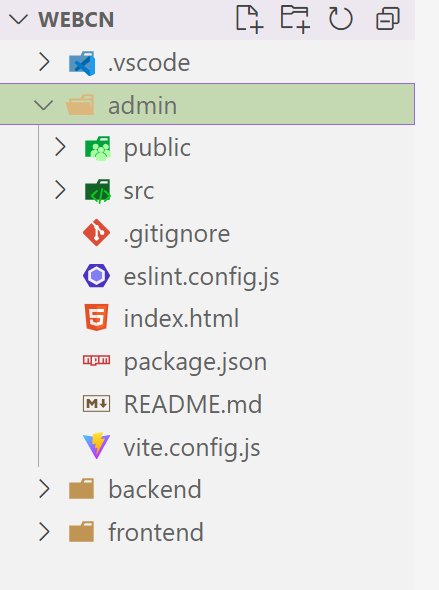 WEBCN
.vscode
admin
public
src
.gitignore
eslint.config.js
index.html
package.json
README.md
vite.config.js
backend
frontend